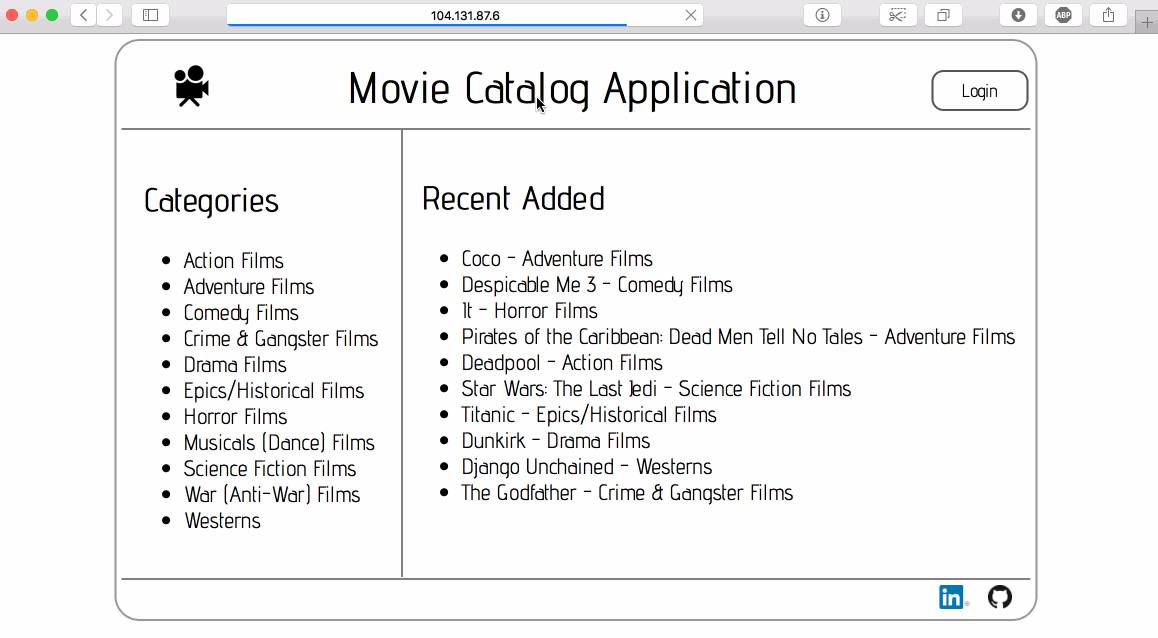 104.131.87.6
ABP
Movie Catalog Application
Login
Categories
Action Films
Adventure Films
Comedy Films
Crime & Gangster Films
Drama Films
Epics/Historical Films
Horror Films
Musicals (Dance) Films
Science Fiction Films
War (Anti-War) Films
Westerns
Recent Added
Coco - Adventure Films
Despicable Me 3 - Comedy Films
It - Horror Films
Pirates of the Caribbean: Dead Men Tell No Tales - Adventure Films
Deadpool - Action Films
Star Wars: The Last Jedi - Science Fiction Films
Titanic - Epics/Historical Films
Dunkirk - Drama Films
Django Unchained - Westerns
The Godfather - Crime & Gangster Films
in